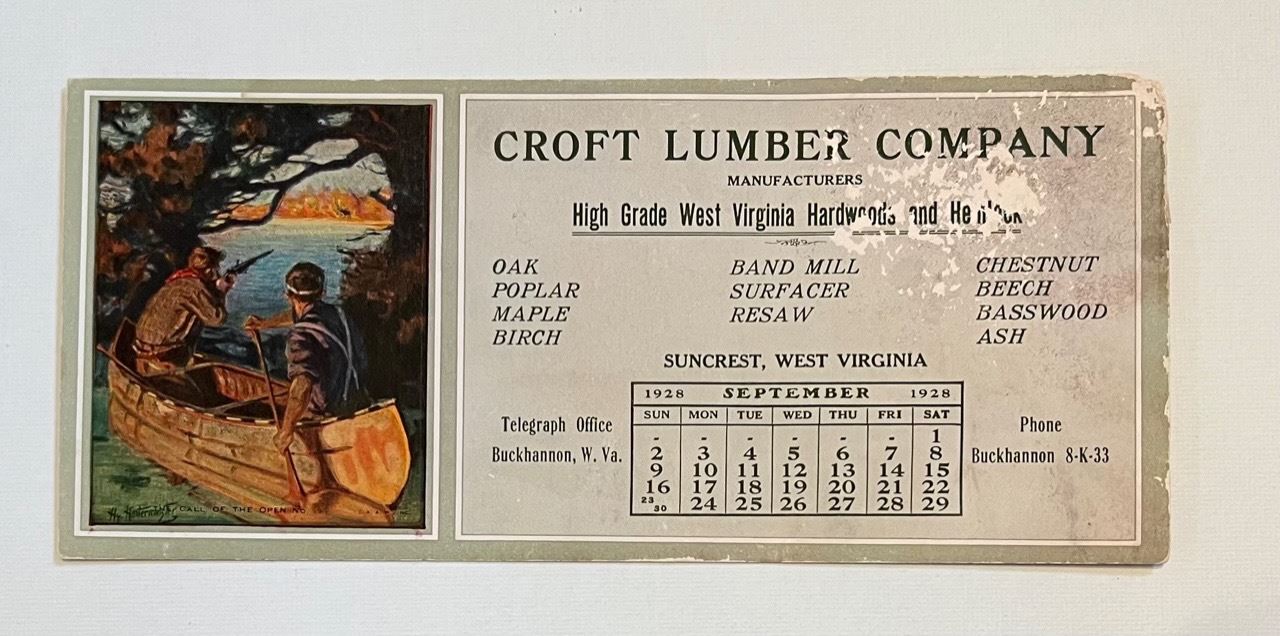 CROFT LUMBER COMPANY
MANUFACTURERS
High Grade West Virginia Hardwoods and Hemlock
OAK BAND MILL CHESTNUT
POPLAR SURFACER BEECH
MAPLE RESAW BASSWOOD
BIRCH ASH
SUNCREST, WEST VIRGINIA
1928 SEPTEMBER 1928
SUN MON TUE WED THU FRI SAT
- - - - - - 1
2 3 4 5 6 7 8
9 10 11 12 13 14 15
16 17 18 19 20 21 22
23 30 24 25 26 27 28 29
Telegraph Office
Buckhannon, W. Va.
Phone
Buckhannon 8-K-33
CALL OF THE OPEN